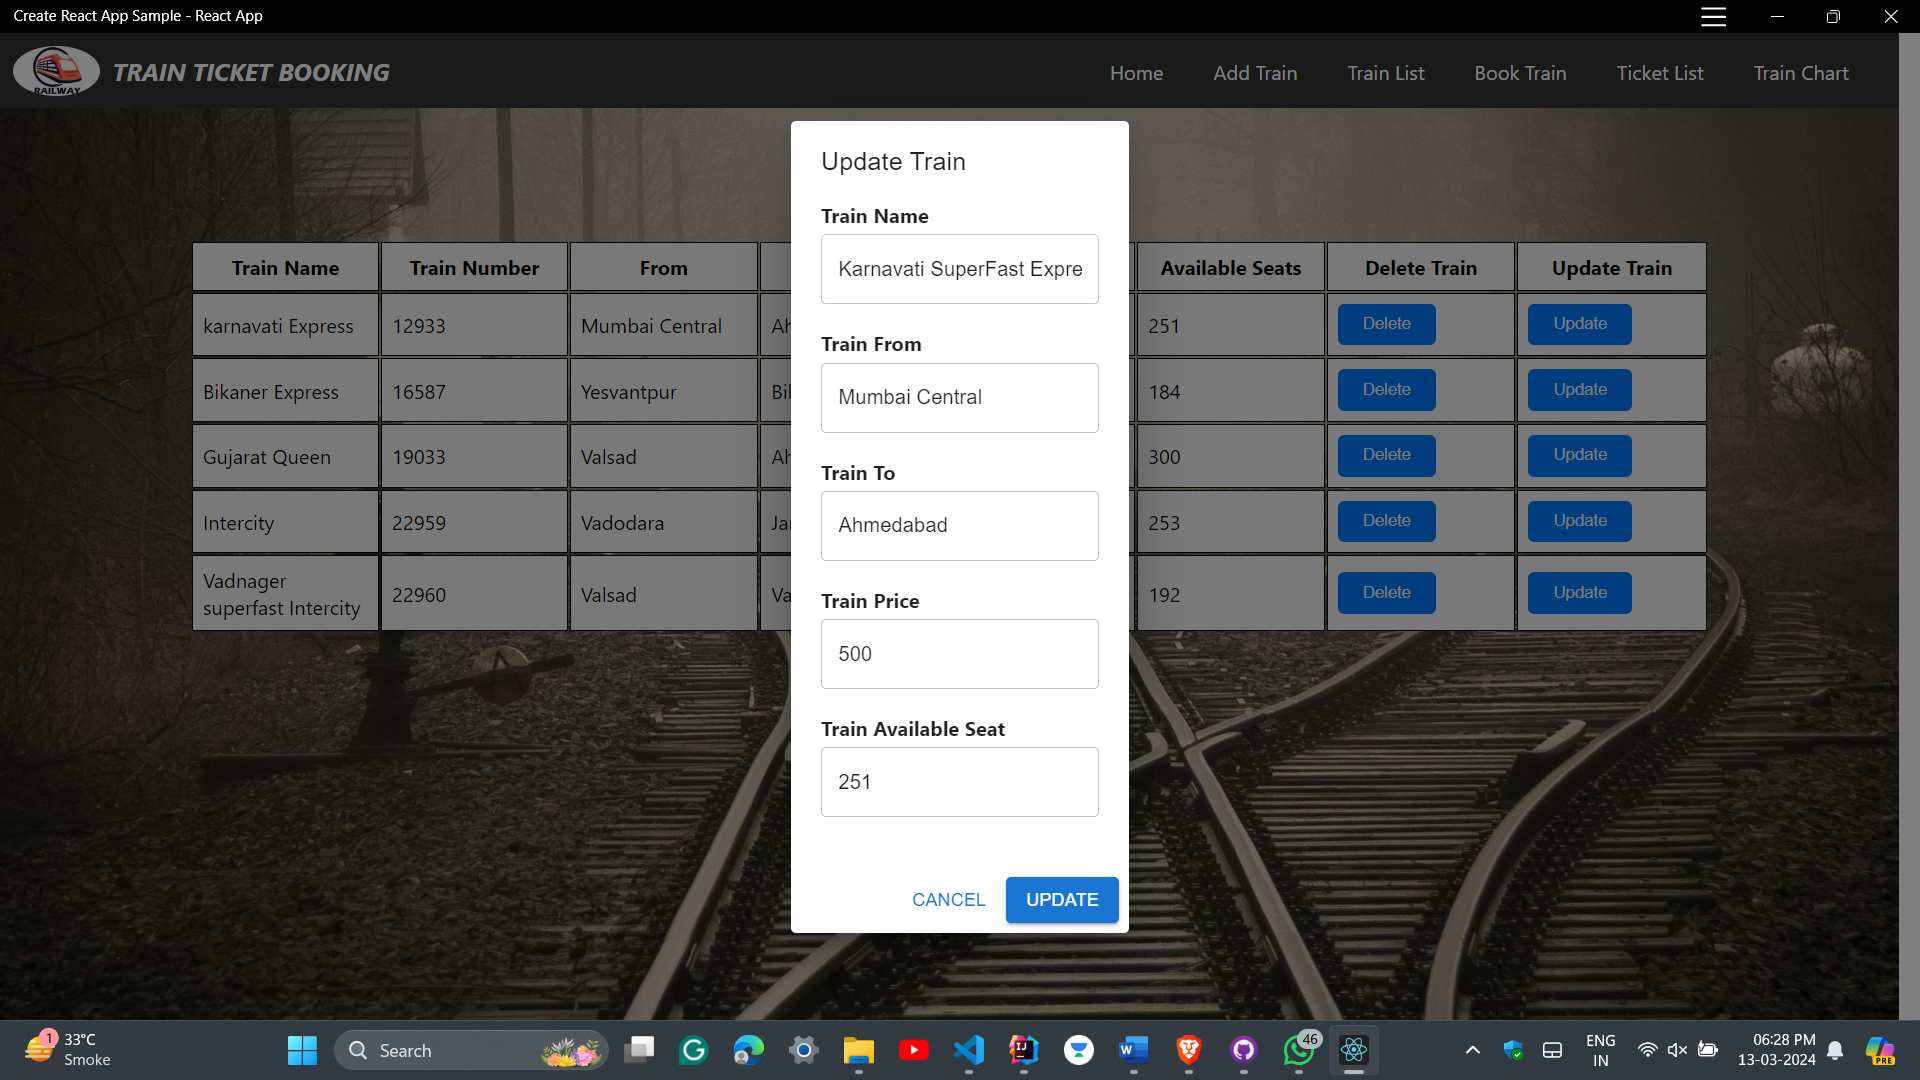 Create React App Sample - React App
RAILWAY
TRAIN TICKET BOOKING
Home Add Train Train List Book Train Ticket List Train Chart
Train Name Train Number From Available Seats Delete Train Update Train
karnavati Express 12933 Mumbai Central Ah 251 Delete Update
Bikaner Express 16587 Yesvantpur Bi 184 Delete Update
Gujarat Queen 19033 Valsad Ah 300 Delete Update
Intercity 22959 Vadodara Ja 253 Delete Update
Vadnager
superfast Intercity 22960 Valsad Va 192 Delete Update
Update Train
Train Name
Karnavati SuperFast Expre
Train From
Mumbai Central
Train To
Ahmedabad
Train Price
500
Train Available Seat
251
CANCEL UPDATE
1 33°C
Smoke
Search
46
ENG
IN
06:28 PM
13-03-2024
PRE